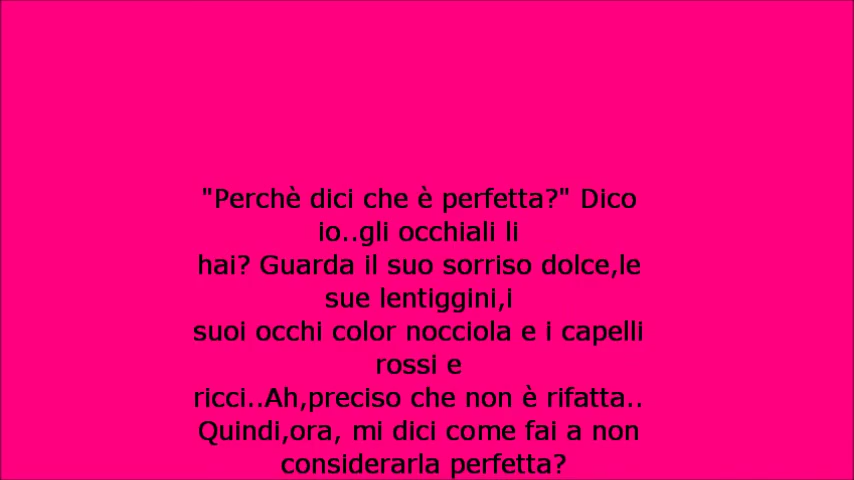 "Perchè dici che è perfetta?" Dico
io..gli occhiali li
hai? Guarda il suo sorriso dolce,le
sue lentiggini,i
suoi occhi color nocciola e i capelli
rossi e
ricci..Ah,preciso che non è rifatta..
Quindi,ora, mi dici come fai a non
considerarla perfetta?